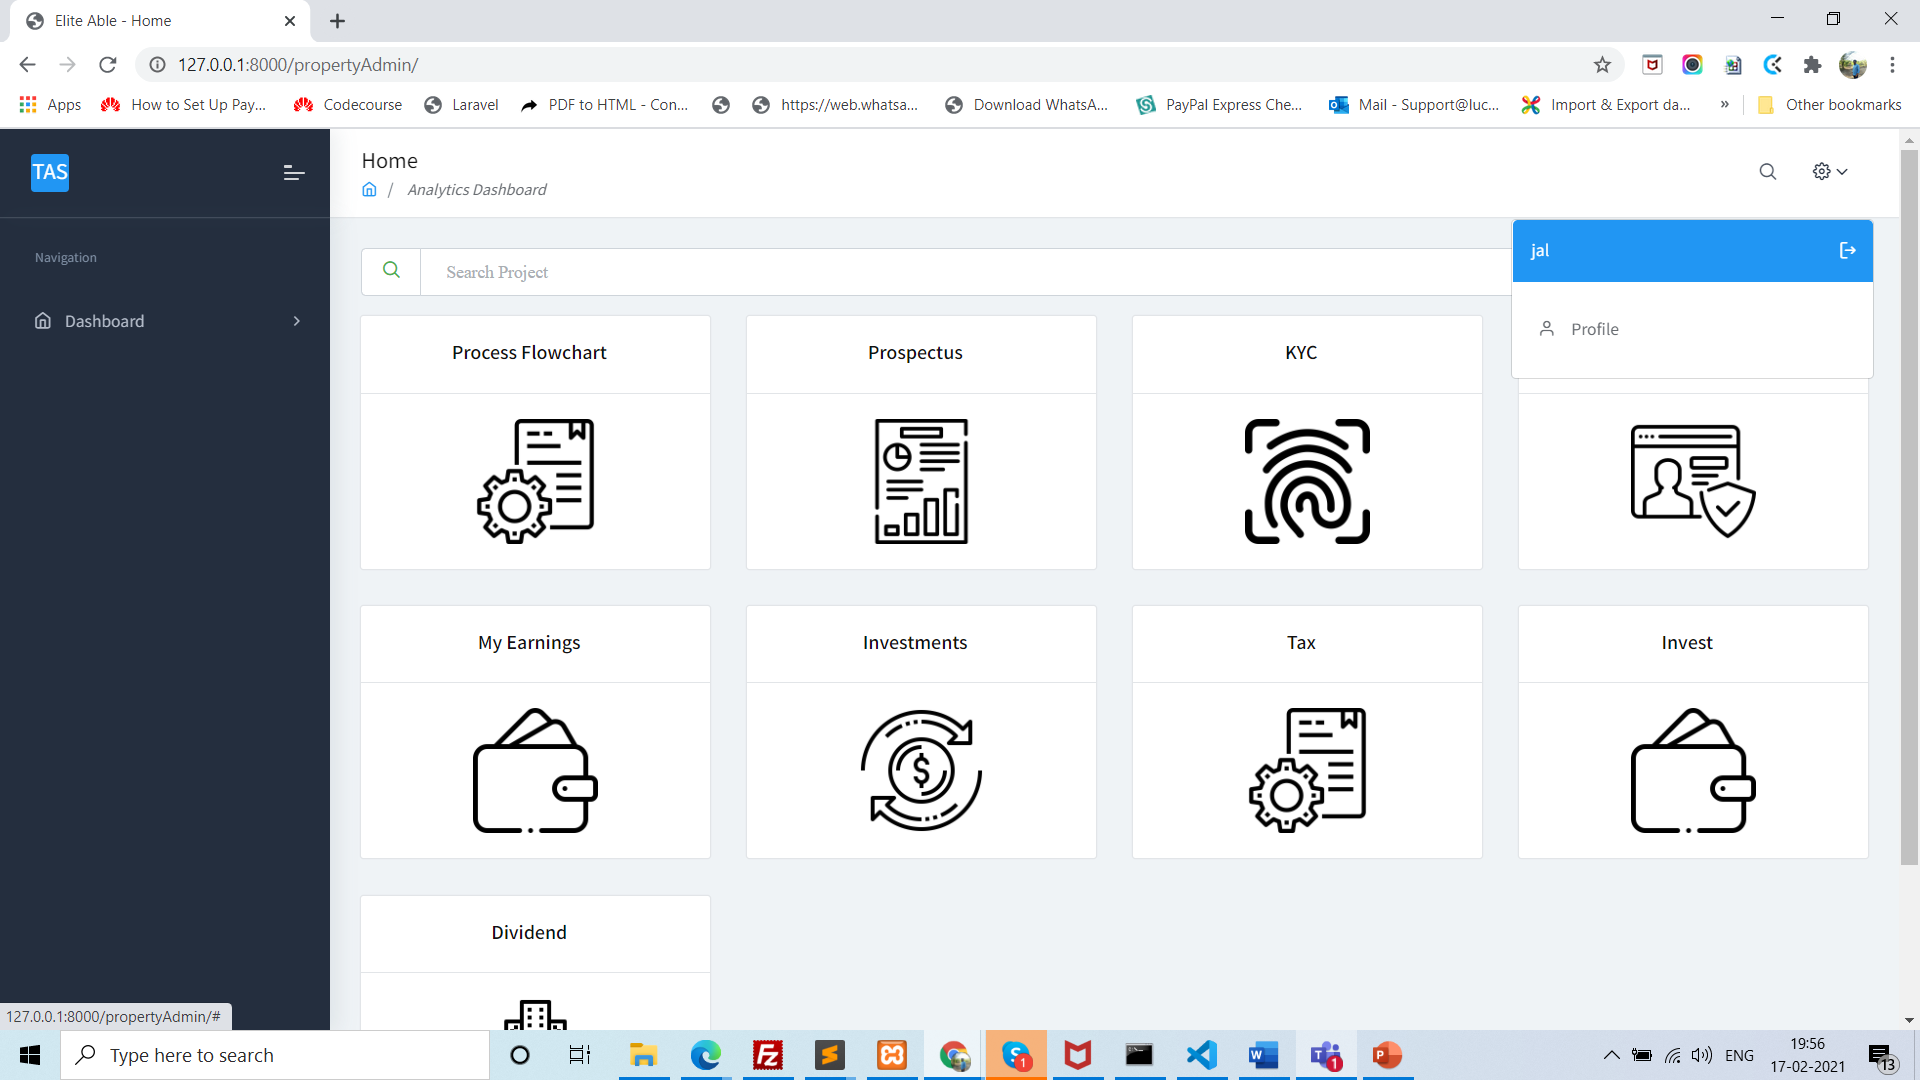 Elite Able - Home
127.0.0.1:8000/propertyAdmin/
Apps
How to Set Up Pay...
Codecourse
Laravel
PDF to HTML - Con...
https://web.whatsa...
Download WhatsA...
PayPal Express Che...
Mail - Support@luc...
Import & Export da...
»
Other bookmarks
TAS
Home
/ Analytics Dashboard
Navigation
jal
Search Project
Dashboard
Profile
Process Flowchart
Prospectus
KYC
My Earnings
Investments
Tax
Invest
Dividend
127.0.0.1:8000/propertyAdmin/#
Type here to search
1
1
ENG
19:56
17-02-2021
13